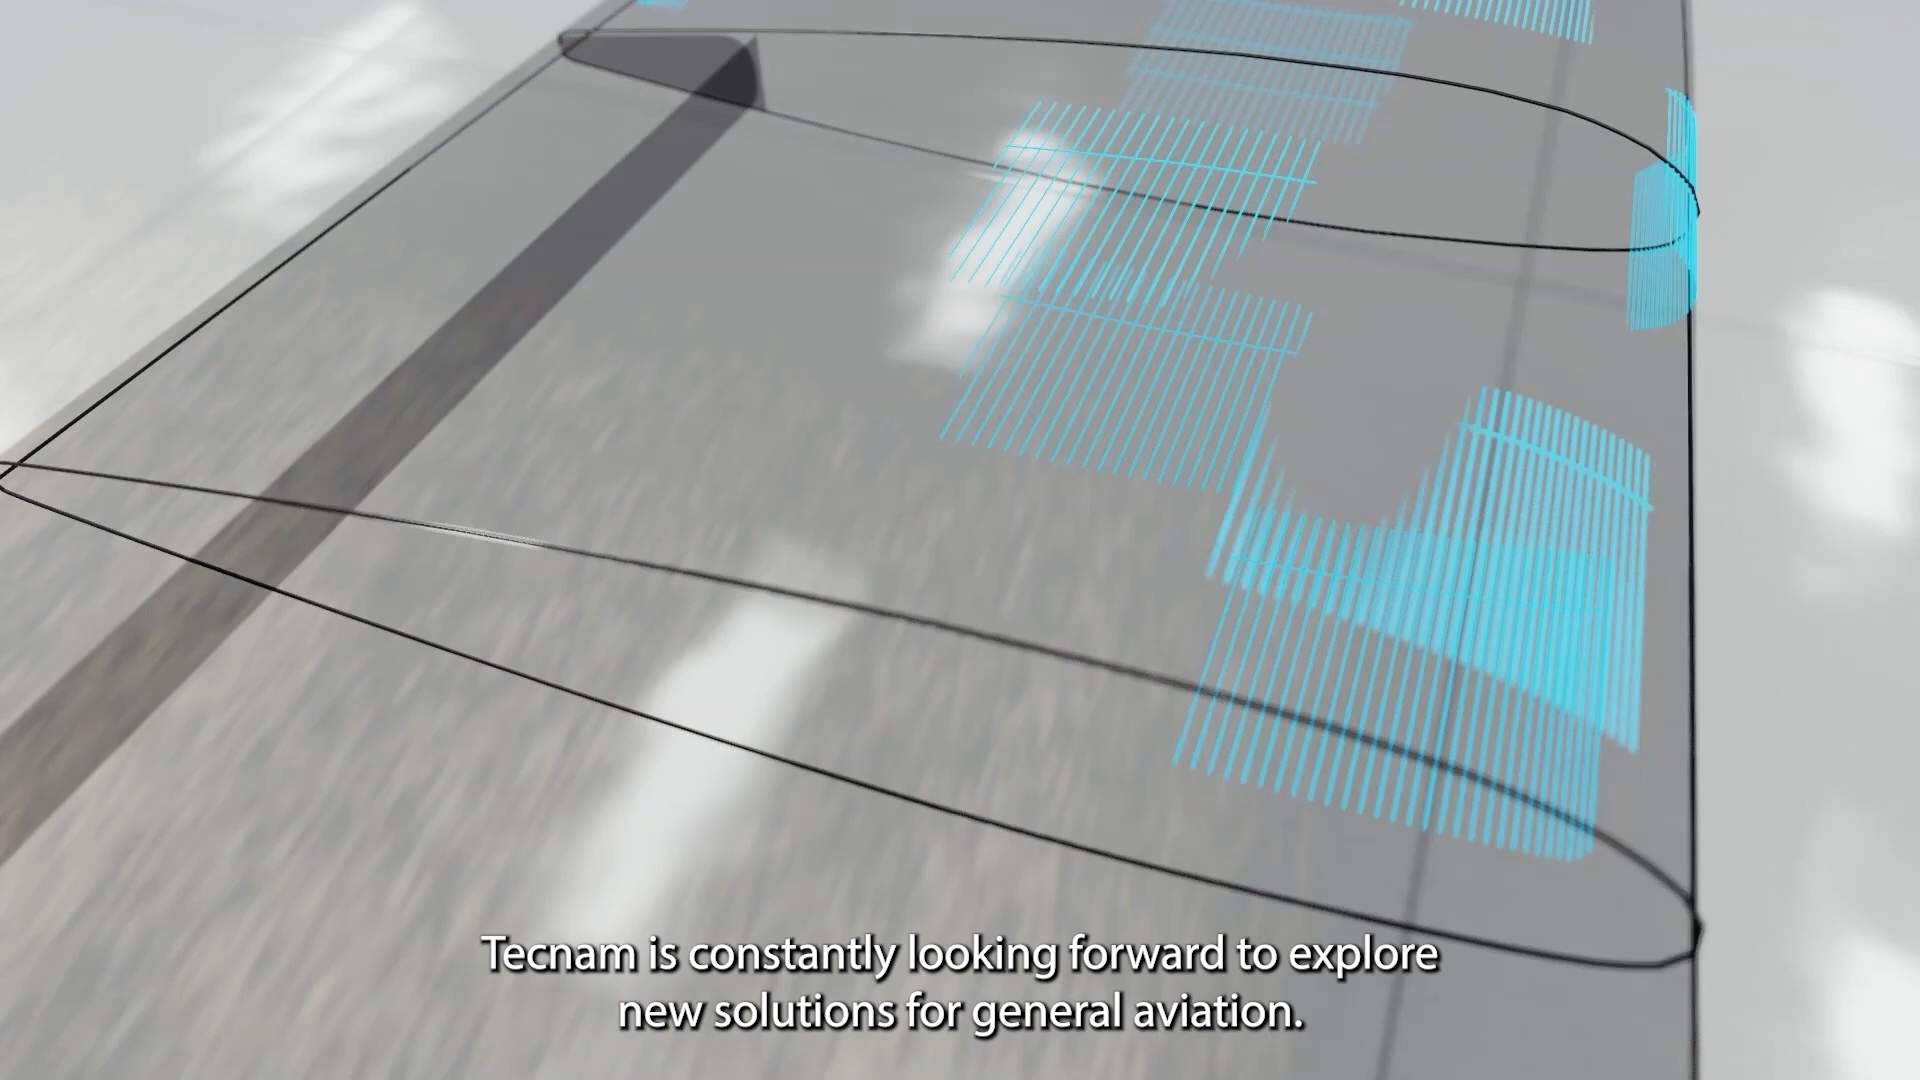 Tecnam is constantly looking forward to explore
new solutions for general aviation.